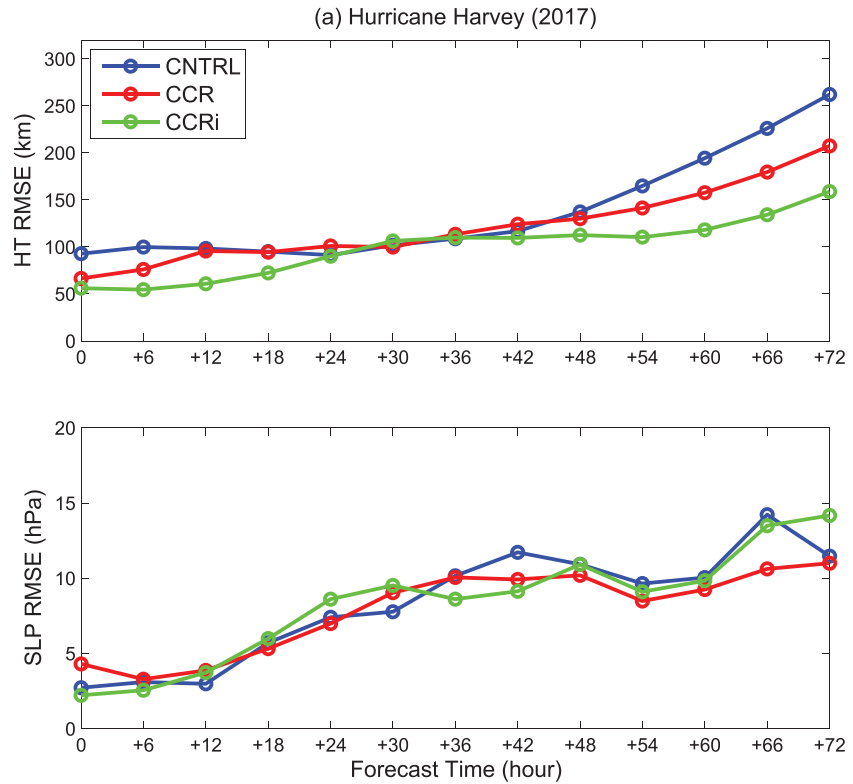 (a) Hurricane Harvey (2017)
HT RMSE (km)
300
250
200
150
100
50
0
CNTRL
CCR
CCRi
0 +6 +12 +18 +24 +30 +36 +42 +48 +54 +60 +66 +72
SLP RMSE (hPa)
20
15
10
5
0
0 +6 +12 +18 +24 +30 +36 +42 +48 +54 +60 +66 +72
Forecast Time (hour)